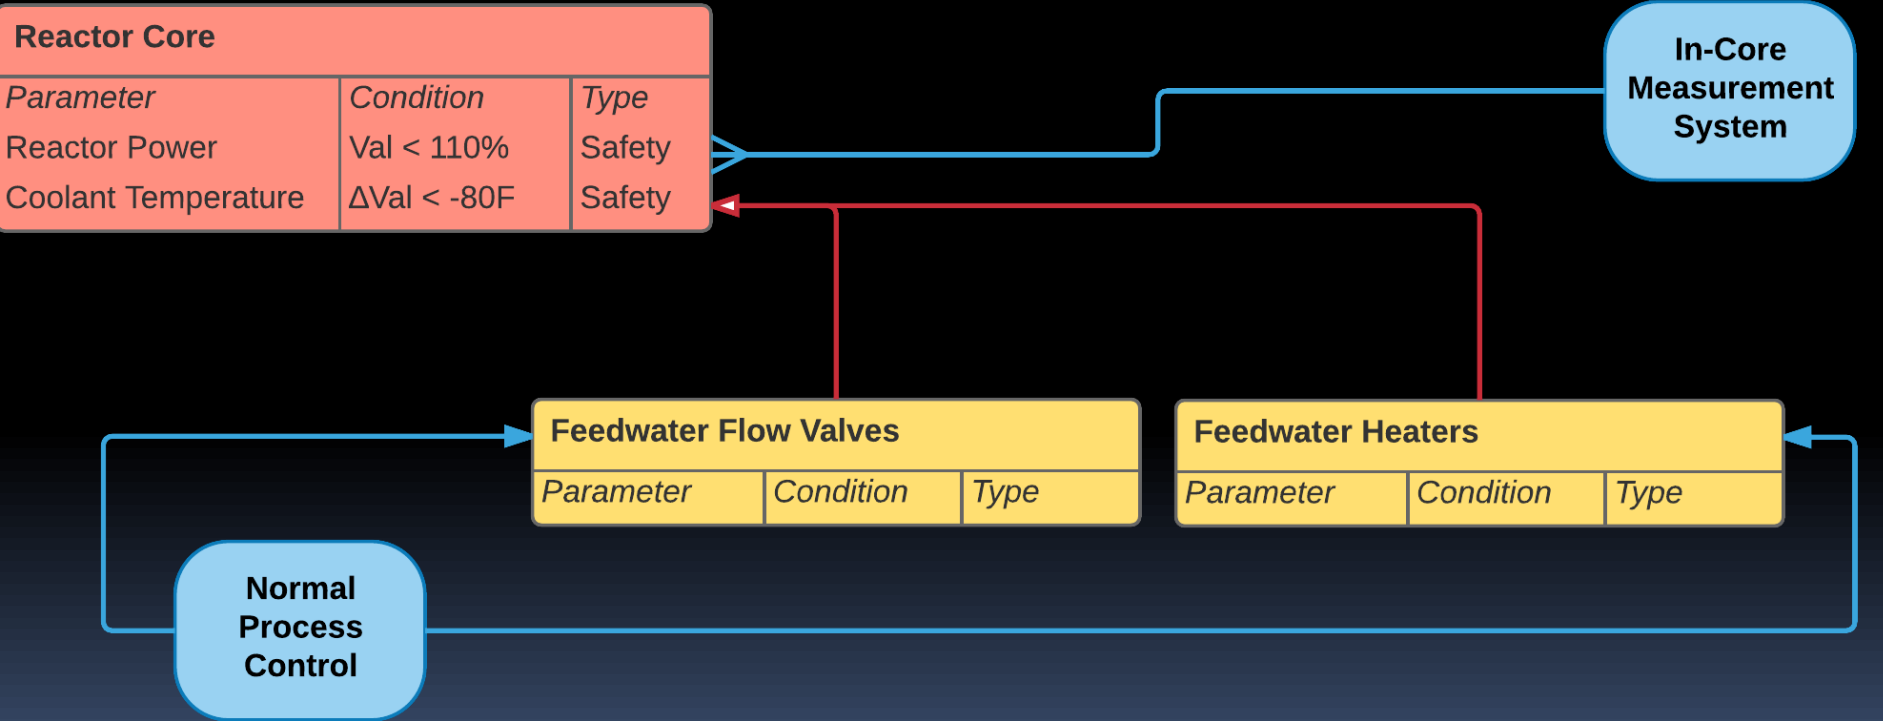 Reactor Core
Parameter Condition Type
Reactor Power Val < 110% Safety
Coolant Temperature ΔVal < -80F Safety
In-Core
Measurement
System
Feedwater Flow Valves
Parameter Condition Type
Feedwater Heaters
Parameter Condition Type
Normal
Process
Control